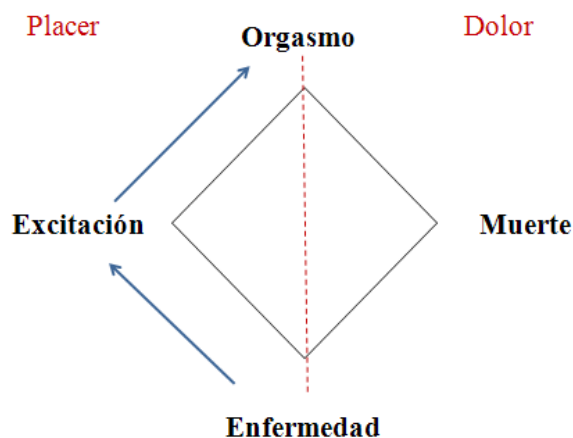 Placer
Orgasmo
Dolor
Excitación
Muerte
Enfermedad